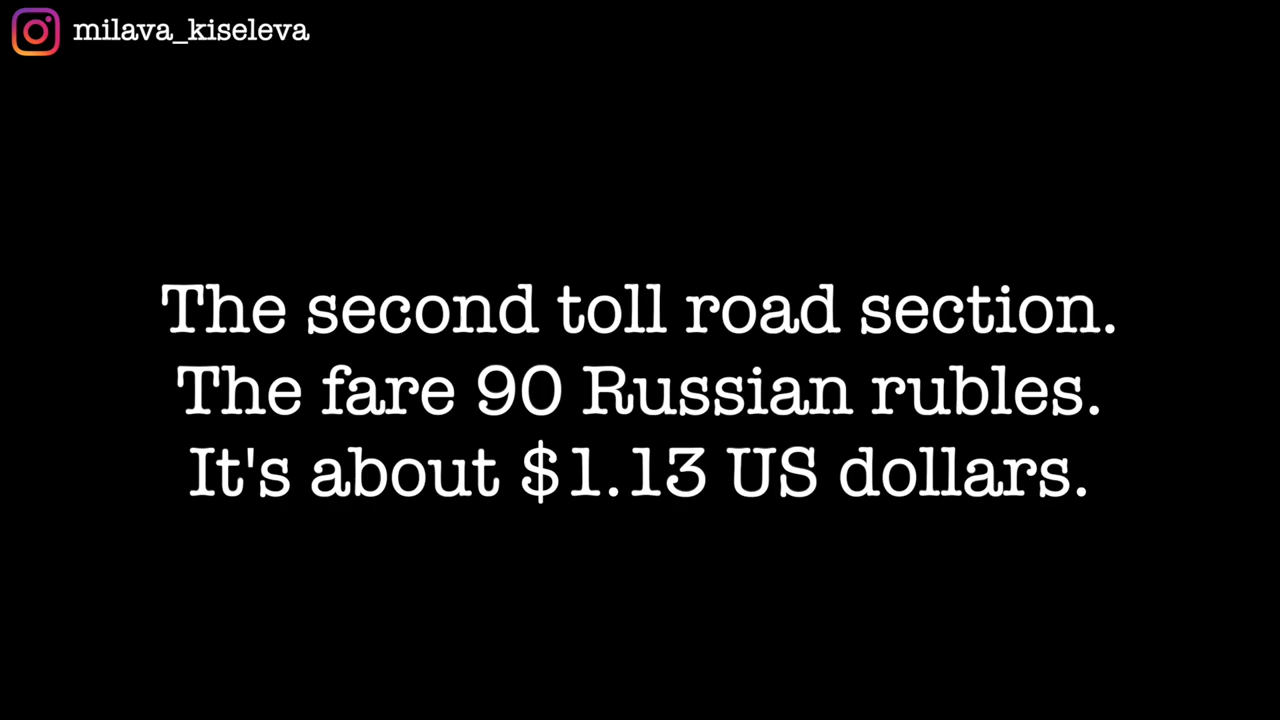 milava_kiseleva
The second toll road section.
The fare 90 Russian rubles.
It's about $1.13 US dollars.